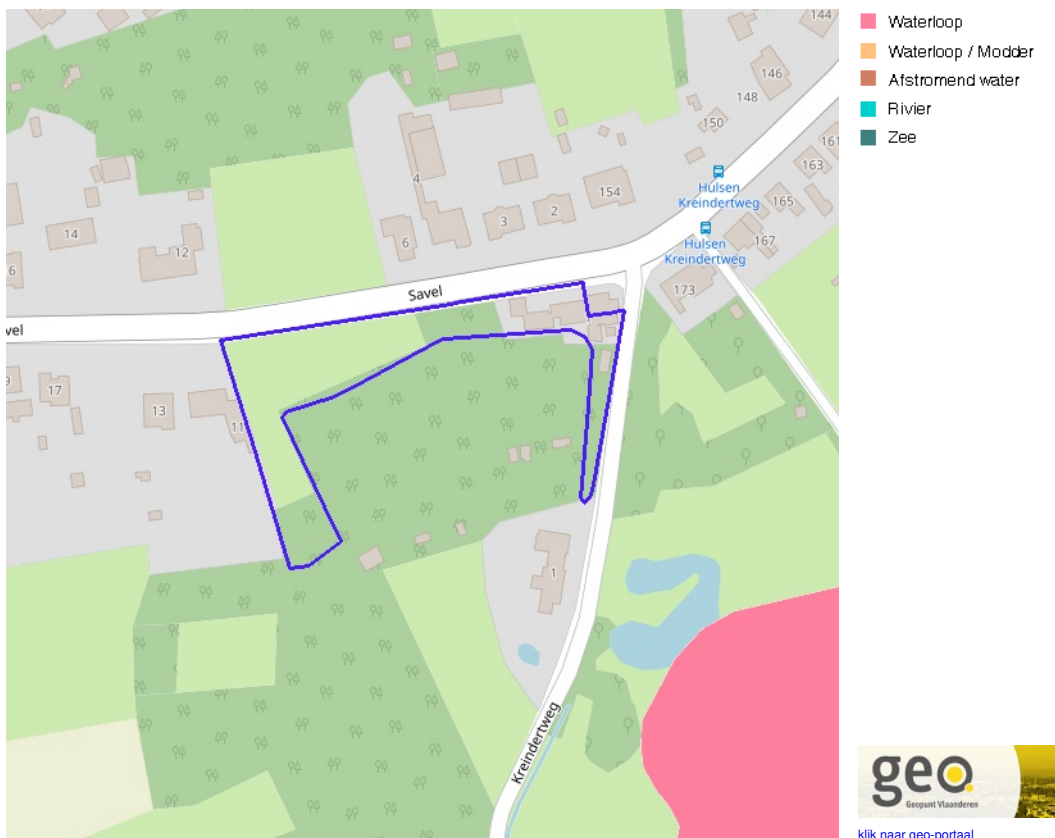 144
146
148
150
161
163
165
167
173
Hulsen
Kreindertweg
Hulsen
Kreindertweg
4
154
2
3
6
14
12
6
Savel
vel
9
17
13
11
1
Kreindertweg
Waterloop
Waterloop / Modder
Afstromend water
Rivier
Zee
geo.
Geopunt Vlaanderen
klik naar geo-portaal